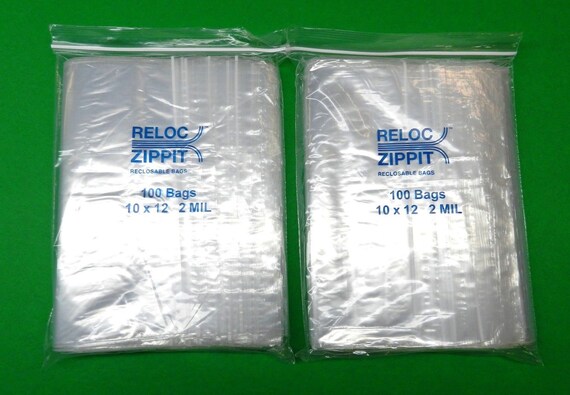 RELOC
ZIPPIT
RECLOSABLE BAGS
100 Bags
10 x 12 2 MIL
RELOC
ZIPPIT
RECLOSABLE BAGS
100 Bags
10 x 12 2 MIL